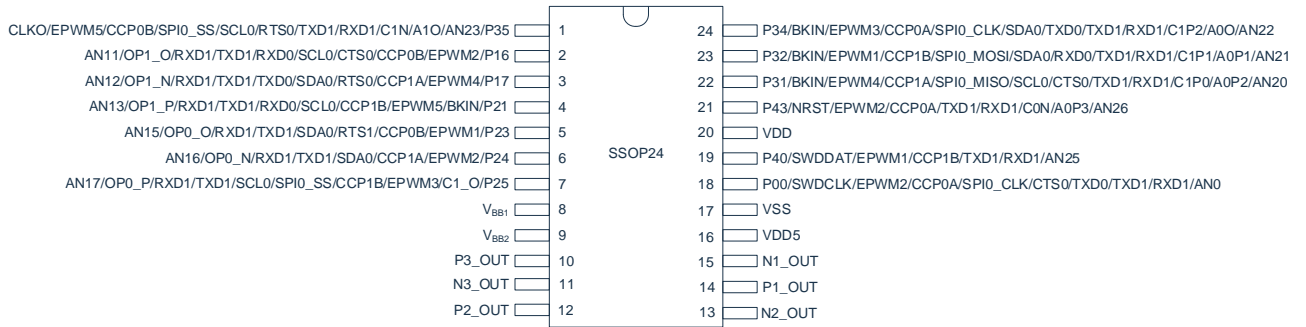 CLKO/EPWM5/CCP0B/SPI0_SS/SCL0/RTS0/TXD1/RXD1/C1N/A1O/AN23/P35 1 24 P34/BKIN/EPWM3/CCP0A/SPI0_CLK/SDA0/TXD0/TXD1/RXD1/C1P2/A0O/AN22
AN11/OP1_O/RXD1/TXD1/RXD0/SCL0/CTS0/CCP0B/EPWM2/P16 2 23 P32/BKIN/EPWM1/CCP1B/SPI0_MOSI/SDA0/RXD0/TXD1/RXD1/C1P1/A0P1/AN21
AN12/OP1_N/RXD1/TXD1/TXD0/SDA0/RTS0/CCP1A/EPWM4/P17 3 22 P31/BKIN/EPWM4/CCP1A/SPI0_MISO/SCL0/CTS0/TXD1/RXD1/C1P0/A0P2/AN20
AN13/OP1_P/RXD1/TXD1/RXD0/SCL0/CCP1B/EPWM5/BKIN/P21 4 21 P43/NRST/EPWM2/CCP0A/TXD1/RXD1/C0N/A0P3/AN26
AN15/OP0_O/RXD1/TXD1/SDA0/RTS1/CCP0B/EPWM1/P23 5 20 VDD
SSOP24
AN16/OP0_N/RXD1/TXD1/SDA0/CCP1A/EPWM2/P24 6 19 P40/SWDDAT/EPWM1/CCP1B/TXD1/RXD1/AN25
AN17/OP0_P/RXD1/TXD1/SCL0/SPI0_SS/CCP1B/EPWM3/C1_O/P25 7 18 P00/SWDCLK/EPWM2/CCP0A/SPI0_CLK/CTS0/TXD0/TXD1/RXD1/AN0
VBB1 8 17 VSS
VBB2 9 16 VDD5
P3_OUT 10 15 N1_OUT
N3_OUT 11 14 P1_OUT
P2_OUT 12 13 N2_OUT